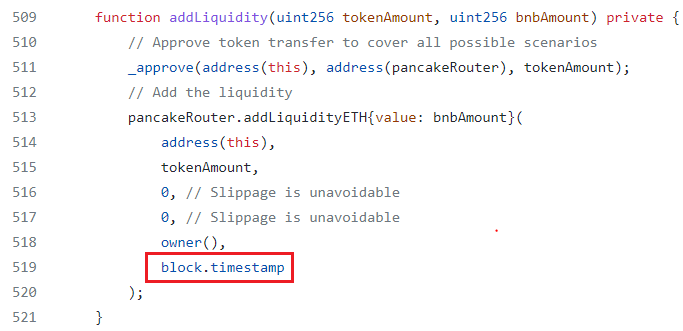 509 function addLiquidity(uint256 tokenAmount, uint256 bnbAmount) private {
510 // Approve token transfer to cover all possible scenarios
511 _approve(address(this), address(pancakeRouter), tokenAmount);
512 // Add the liquidity
513 pancakeRouter.addLiquidityETH{value: bnbAmount}(
514 address(this),
515 tokenAmount,
516 0, // Slippage is unavoidable
517 0, // Slippage is unavoidable
518 owner(),
519 block.timestamp
520 );
521 }